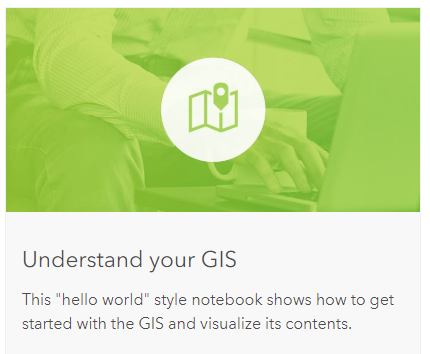 Understand your GIS
This "hello world" style notebook shows how to get
started with the GIS and visualize its contents.